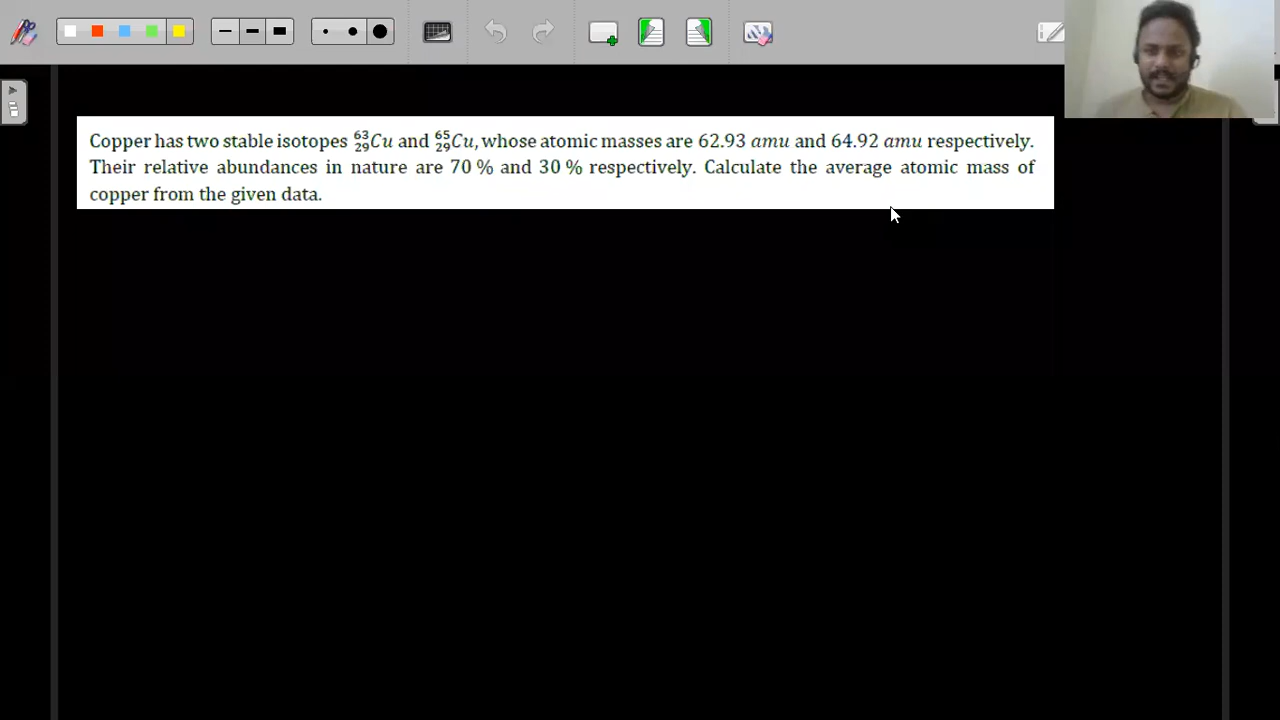 Copper has two stable isotopes ⁶³₂₉Cu and ⁶⁵₂₉Cu, whose atomic masses are 62.93 amu and 64.92 amu respectively.
Their relative abundances in nature are 70 % and 30 % respectively. Calculate the average atomic mass of
copper from the given data.